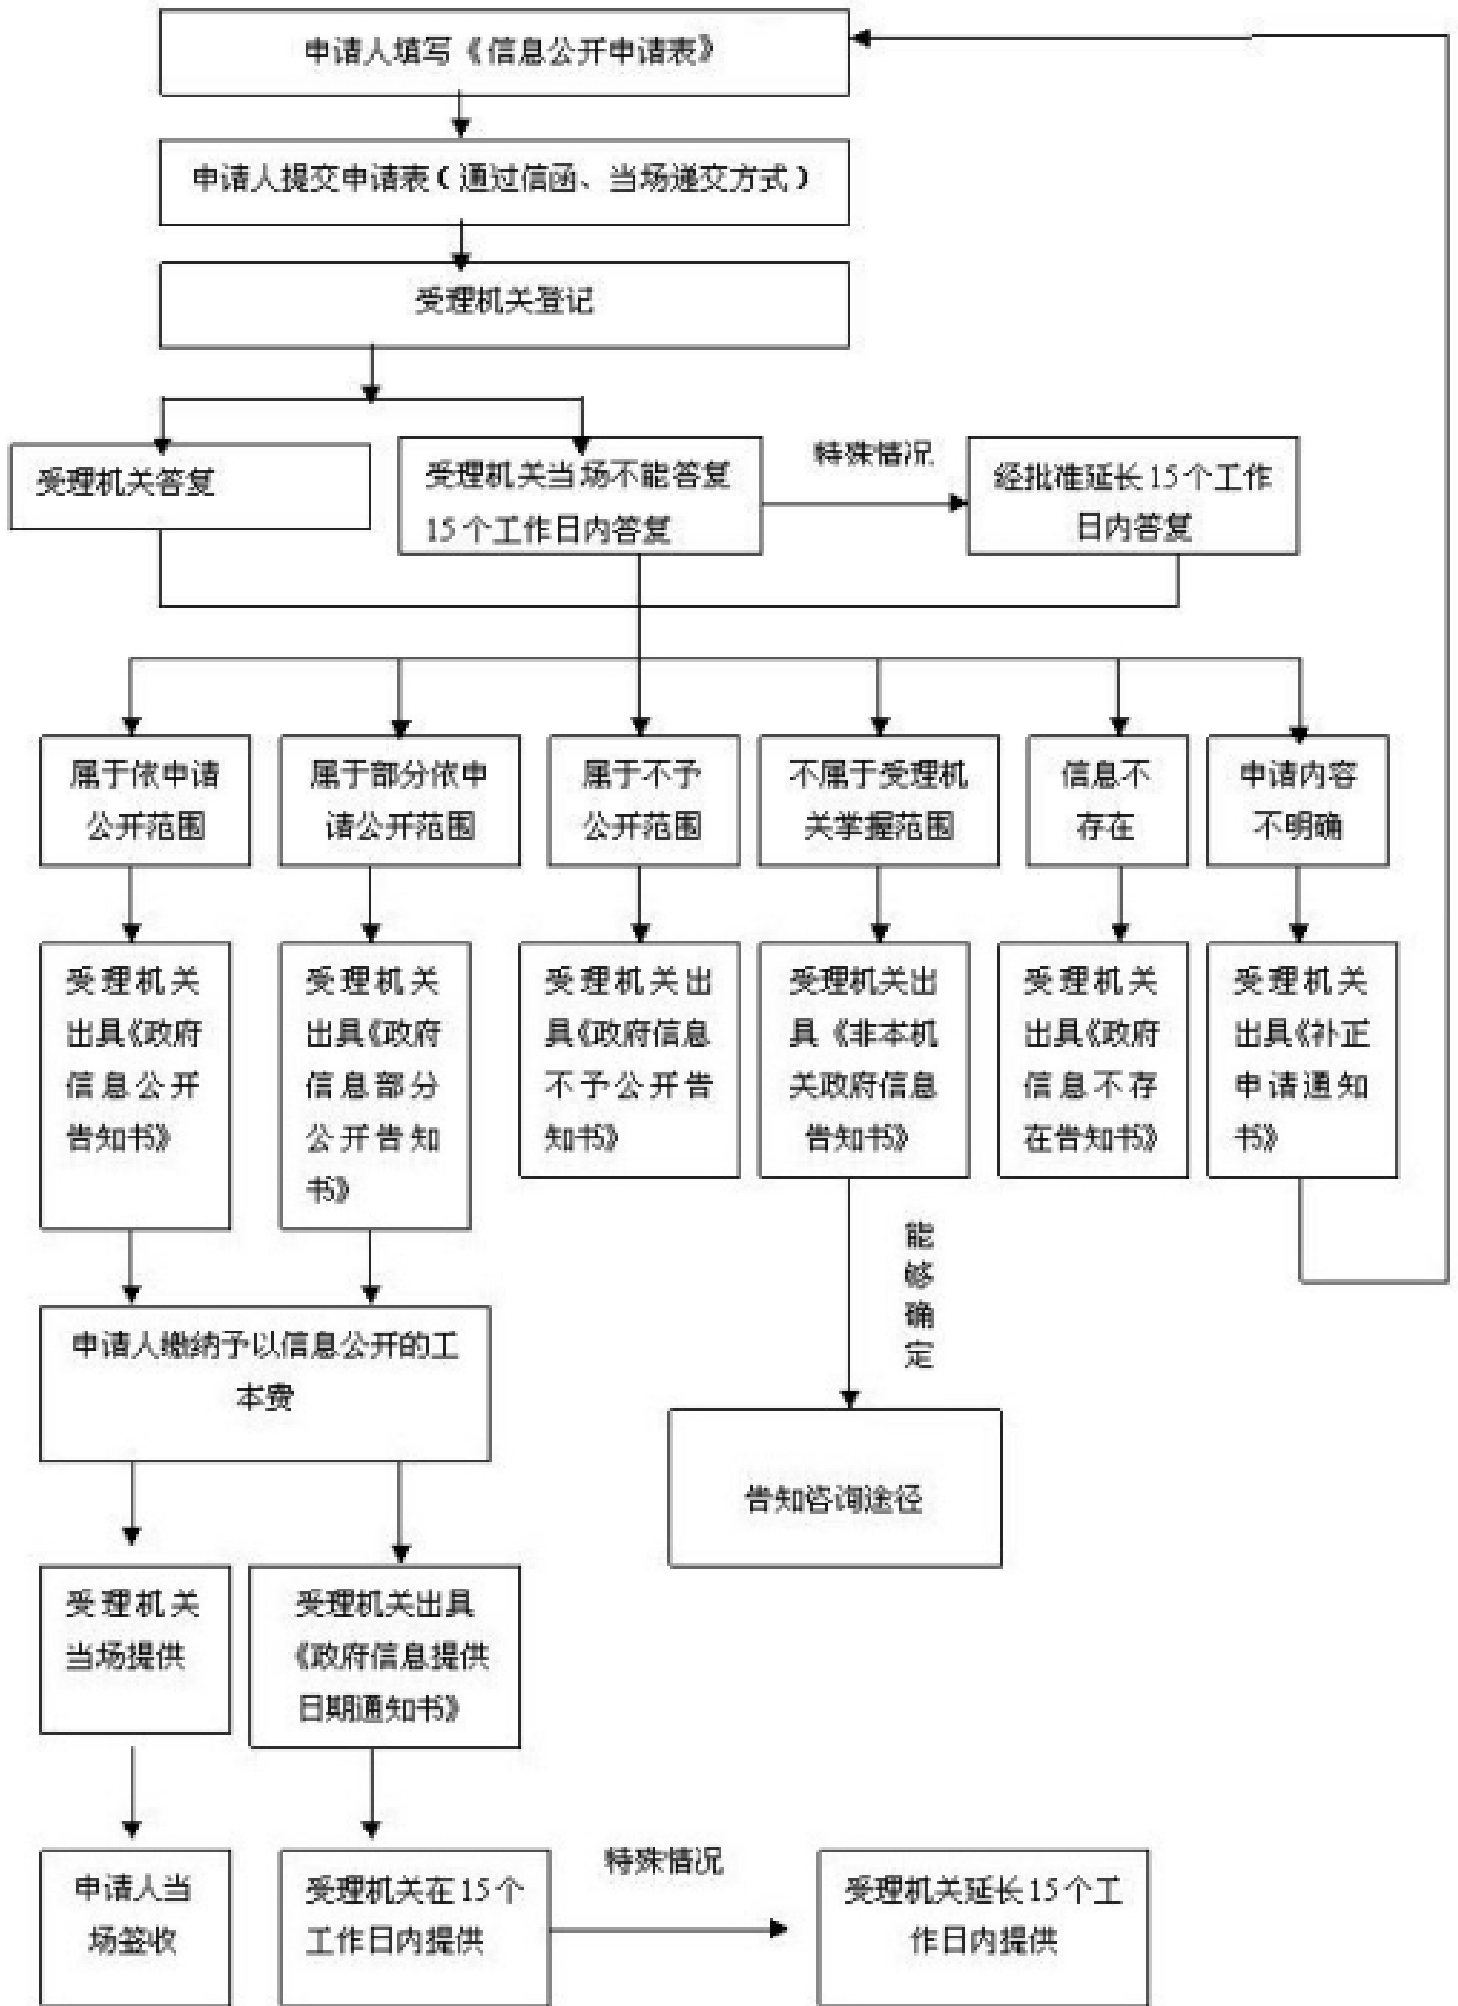 申请人填写《信息公开申请表》
申请人提交申请表（通过信函、当场递交方式）
受理机关登记
受理机关答复
受理机关当场不能答复
15个工作日内答复
特殊情况
经批准延长15个工作
日内答复
属于依申请
公开范围
属于部分依申
请公开范围
属于不予
公开范围
不属于受理机
关掌握范围
信息不
存在
申请内容
不明确
受理机关
出具《政府
信息公开
告知书》
受理机关
出具《政府
信息部分
公开告知
书》
受理机关出
具《政府信息
不予公开告
知书》
受理机关出
具《非本机
关政府信息
告知书》
受理机关
出具《政府
信息不存
在告知书》
受理机关
出具《补正
申请通知
书》
能
够
确
定
申请人缴纳予以信息公开的工
本费
告知咨询途径
受理机关
当场提供
受理机关出具
《政府信息提供
日期通知书》
申请人当
场签收
受理机关在15个
工作日内提供
特殊情况
受理机关延长15个工
作日内提供